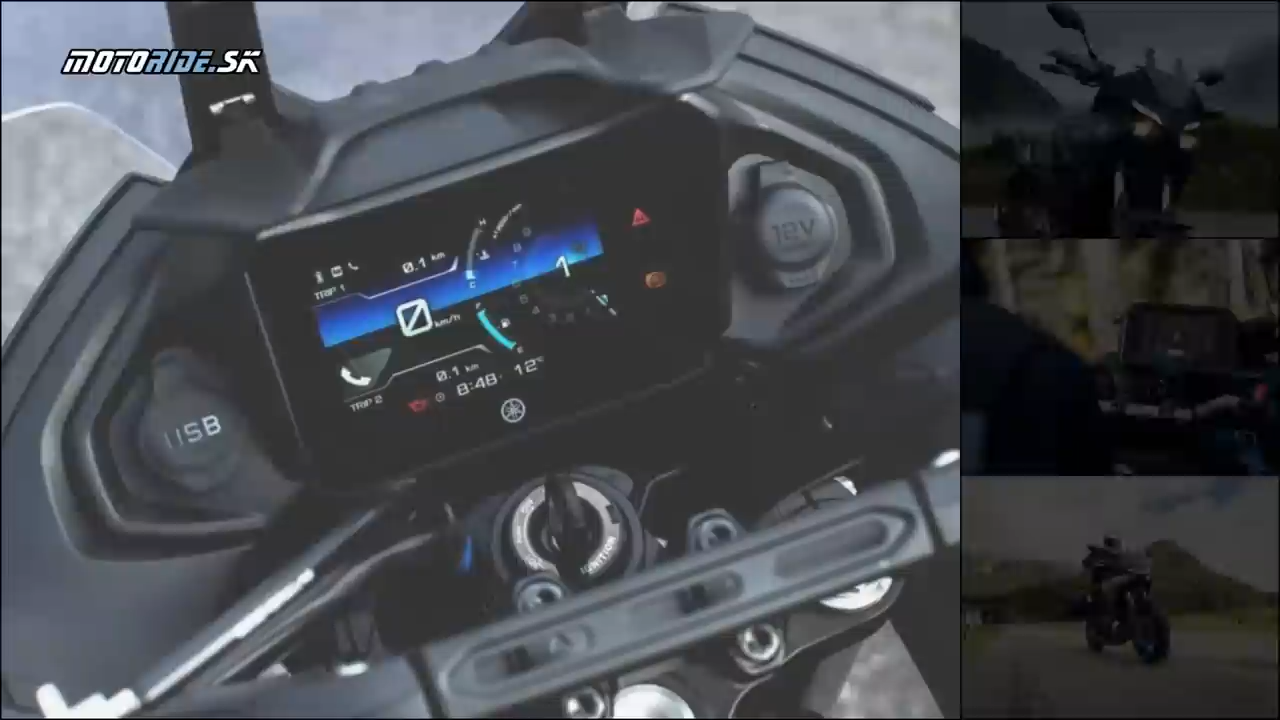 MOTORIDE.SK
12V
0.1 km
TRIP 1
1
0 km/h
H
C
F
E
0.1 km
8:48 12°C
TRIP 2
USB
IGNITION